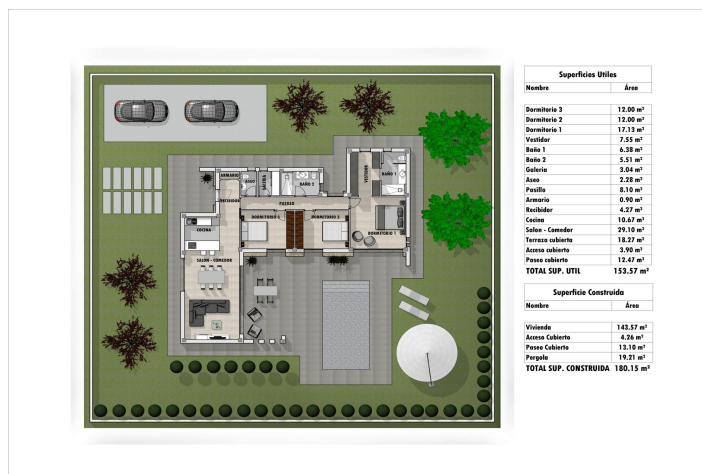 ARMARIO
ASEO
GALERIA
BAÑO 2
VESTIDOR
BAÑO 1
RECIBIDOR
PASILLO
COCINA
DORMITORIO 3
DORMITORIO 2
DORMITORIO 1
SALON - COMEDOR
Superficies Utiles
Nombre Área
Dormitorio 3 12.00 m²
Dormitorio 2 12.00 m²
Dormitorio 1 17.13 m²
Vestidor 7.55 m²
Baño 1 6.38 m²
Baño 2 5.51 m²
Galeria 3.04 m²
Aseo 2.28 m²
Pasillo 8.10 m²
Armario 0.90 m²
Recibidor 4.27 m²
Cocina 10.67 m²
Salon - Comedor 29.10 m²
Terraza cubierta 18.27 m²
Acceso cubierto 3.90 m²
Paseo cubierto 12.47 m²
TOTAL SUP. UTIL 153.57 m²
Superficie Construida
Nombre Área
Vivienda 143.57 m²
Acceso Cubierto 4.26 m²
Paseo Cubierto 13.10 m²
Pergola 19.21 m²
TOTAL SUP. CONSTRUIDA 180.15 m²